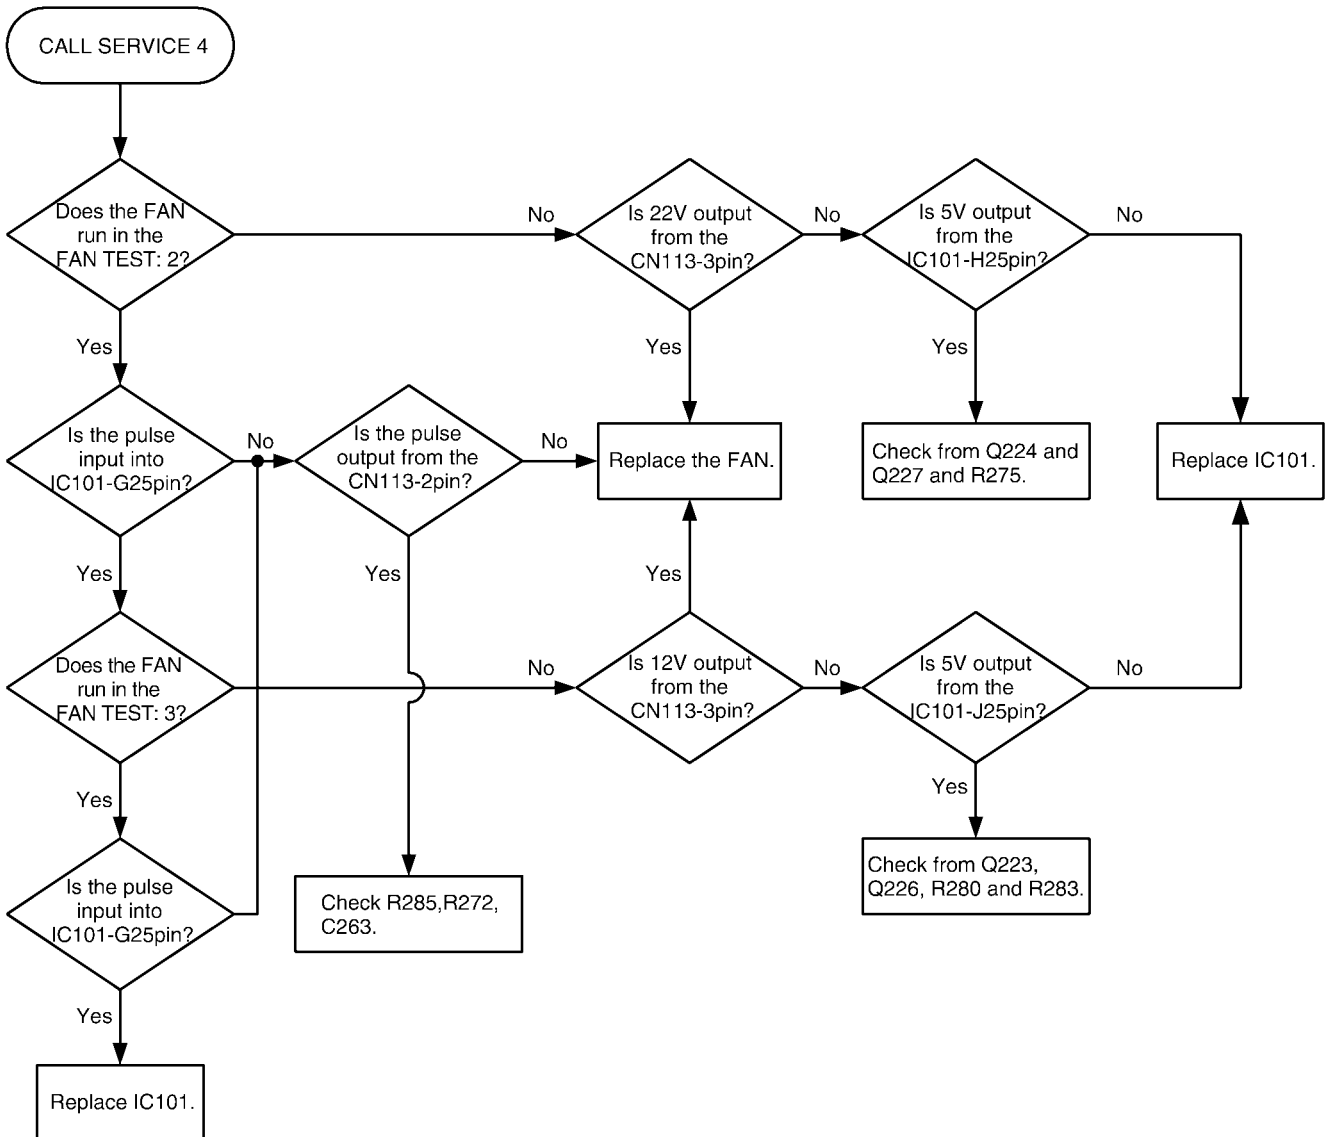 CALL SERVICE 4
Does the FAN
run in the
FAN TEST: 2?
No
Is 22V output
from the
CN113-3pin?
No
Is 5V output
from the
IC101-H25pin?
No
Yes
Yes
Yes
Is the pulse
input into
IC101-G25pin?
No
Is the pulse
output from the
CN113-2pin?
No
Replace the FAN.
Check from Q224 and
Q227 and R275.
Replace IC101.
Yes
Yes
Yes
Does the FAN
run in the
FAN TEST: 3?
No
Is 12V output
from the
CN113-3pin?
No
Is 5V output
from the
IC101-J25pin?
No
Yes
Yes
Is the pulse
input into
IC101-G25pin?
Check R285,R272,
C263.
Check from Q223,
Q226, R280 and R283.
Yes
Replace IC101.